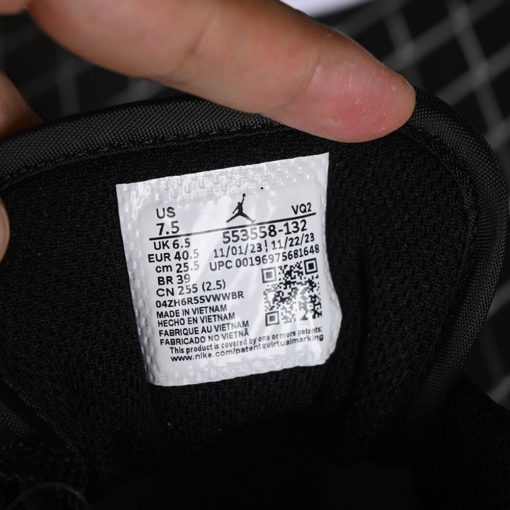 US VQ2
7.5 553558-132
UK 6.5 11/01/23 | 11/22/23
EUR 40.5 UPC 00196975681648
cm 25.5
BR 39
CN 255 (2.5)
04ZH6R5SVWWBR
MADE IN VIETNAM
HECHO EN VIETNAM
FABRIQUE AU VIETNAM
FABRICADO NO VIETNÃ
This product is covered by one or more patents:
www.nike.com/patentsvirtualmarking